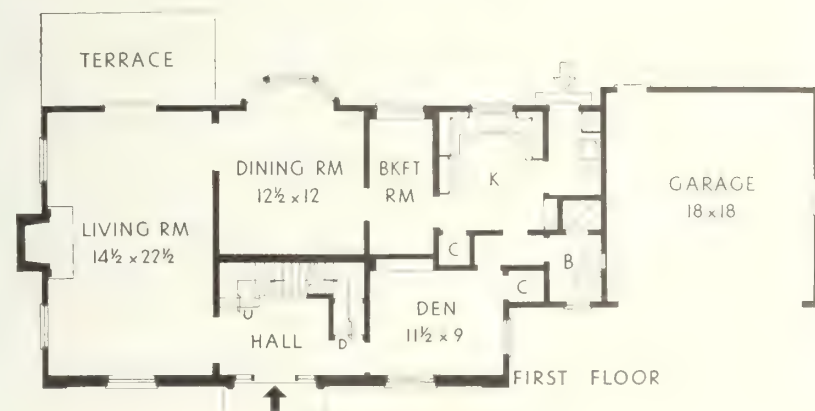 TERRACE
DINING RM
12½ x 12
BKFT
RM
K
GARAGE
18 x 18
LIVING RM
14½ x 22½
C
B
C
U
HALL
D
DEN
11½ x 9
FIRST FLOOR